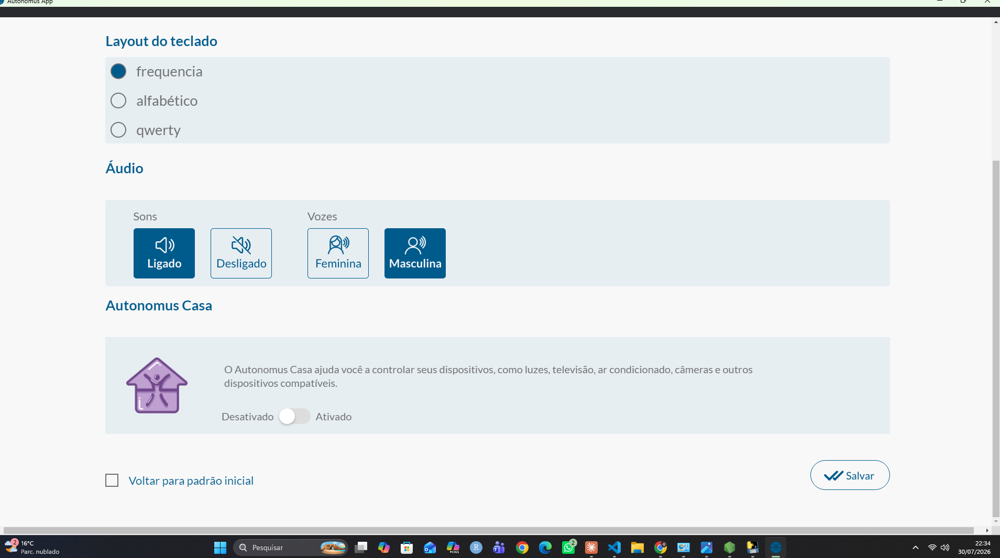 Autonomus App
Layout do teclado
frequencia
alfabético
qwerty
Áudio
Sons
Vozes
Ligado
Desligado
Feminina
Masculina
Autonomus Casa
O Autonomus Casa ajuda você a controlar seus dispositivos, como luzes, televisão, ar condicionado, câmeras e outros
dispositivos compatíveis.
Desativado
Ativado
Voltar para padrão inicial
Salvar
2
16°C
Parc. nublado
Pesquisar
M365
R
T
2
22:34
30/07/2026